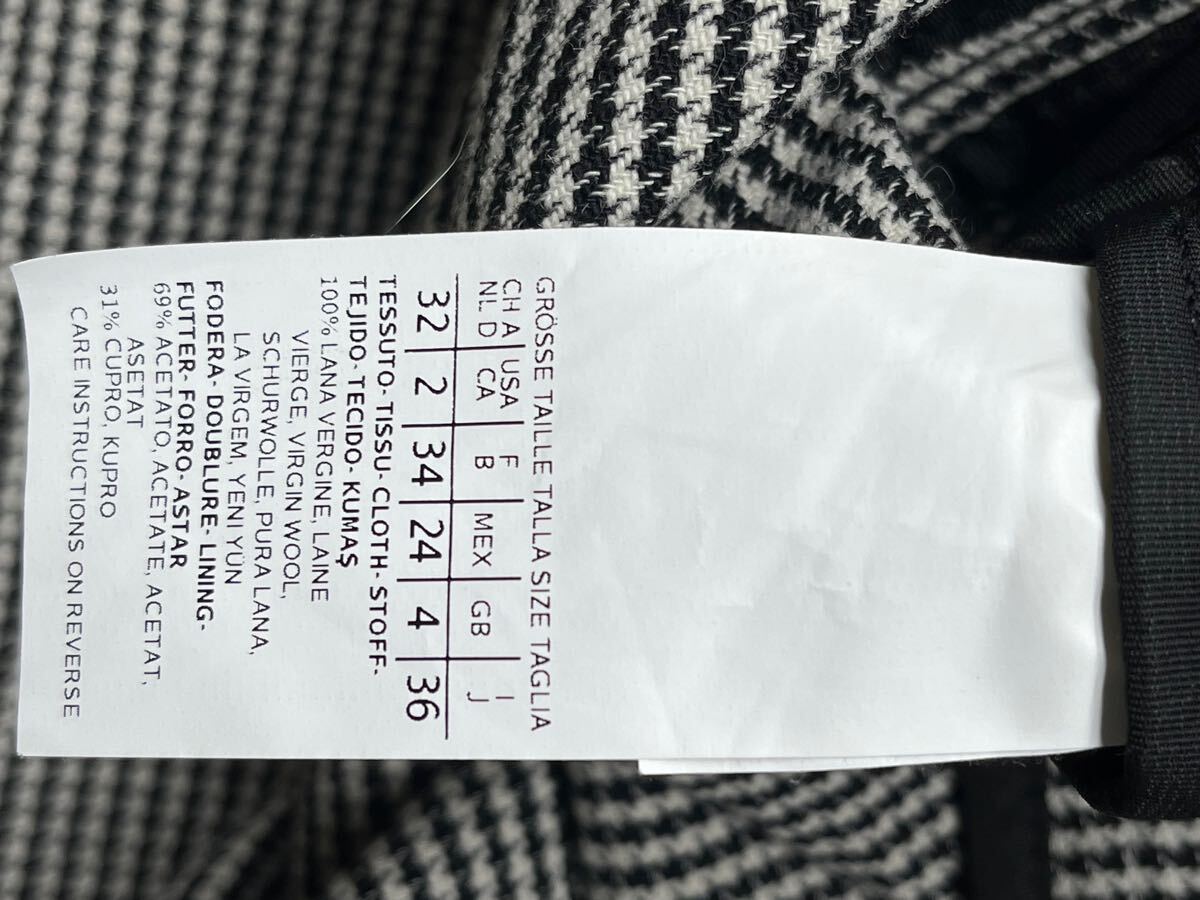 GRÖSSE TAILLE TALLA SIZE TAGLIA
CH A USA F MEX GB I
NL D CA B J
32 2 34 24 4 36
TESSUTO- TISSU- CLOTH- STOFF-
TEJIDO- TECIDO- KUMAŞ
100% LANA VERGINE, LAINE
VIERGE, VIRGIN WOOL,
SCHURWOLLE, PURA LANA,
LA VIRGEM, YENI YÜN
FODERA- DOUBLURE- LINING-
FUTTER- FORRO- ASTAR
69% ACETATO, ACETATE, ACETAT,
ASETAT
31% CUPRO, KUPRO
CARE INSTRUCTIONS ON REVERSE